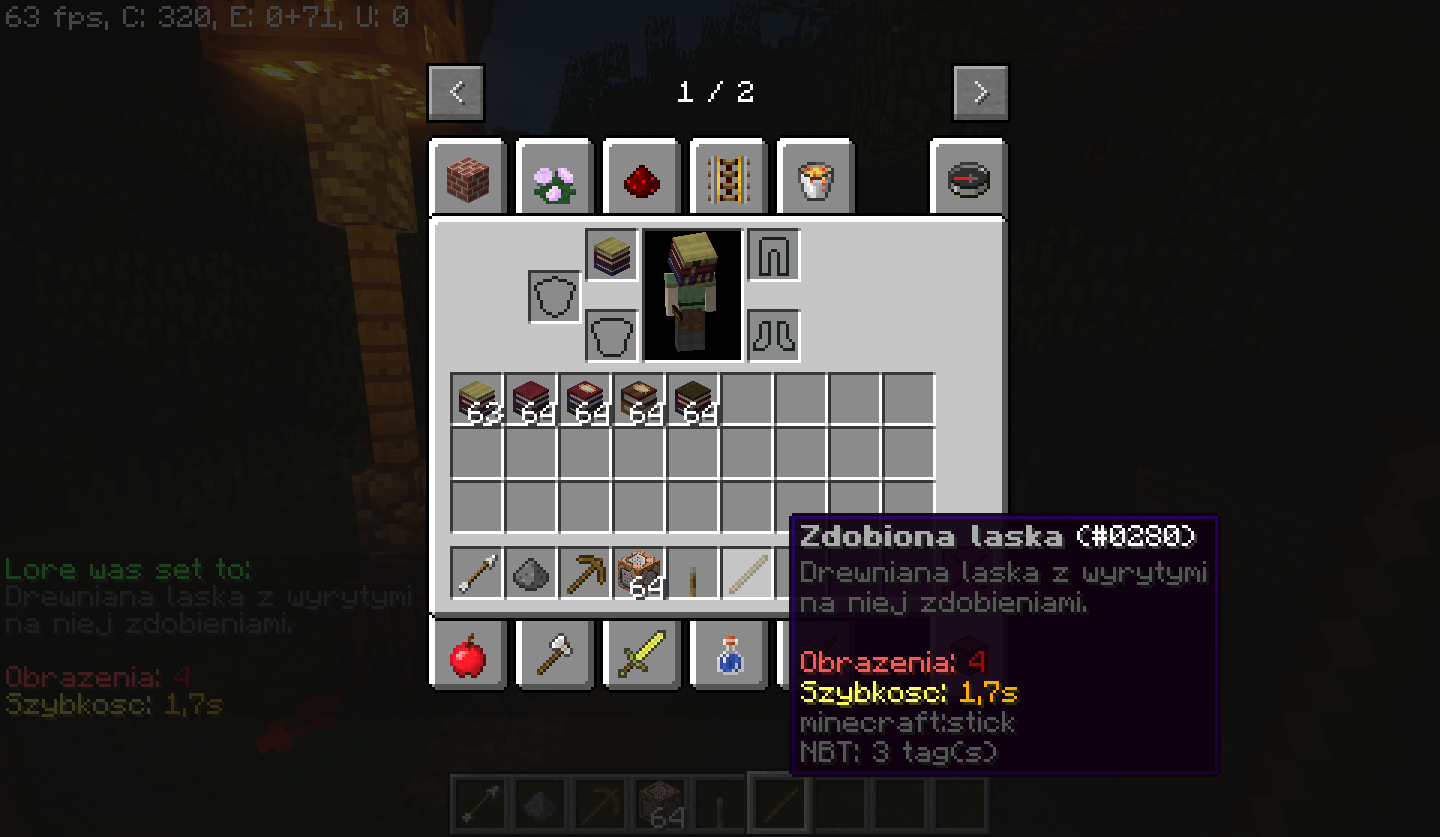 63 fps, C: 320, E: 0+71, U: 0
1 / 2
63 64 64 64 64
64
Zdobiona laska (#0280)
Drewniana laska z wyrytymi
na niej zdobieniami.
Obrazenia: 4
Szybkosc: 1,7s
minecraft:stick
NBT: 3 tag(s)
Lore was set to:
Drewniana laska z wyrytymi
na niej zdobieniami.
Obrazenia: 4
Szybkosc: 1,7s
64